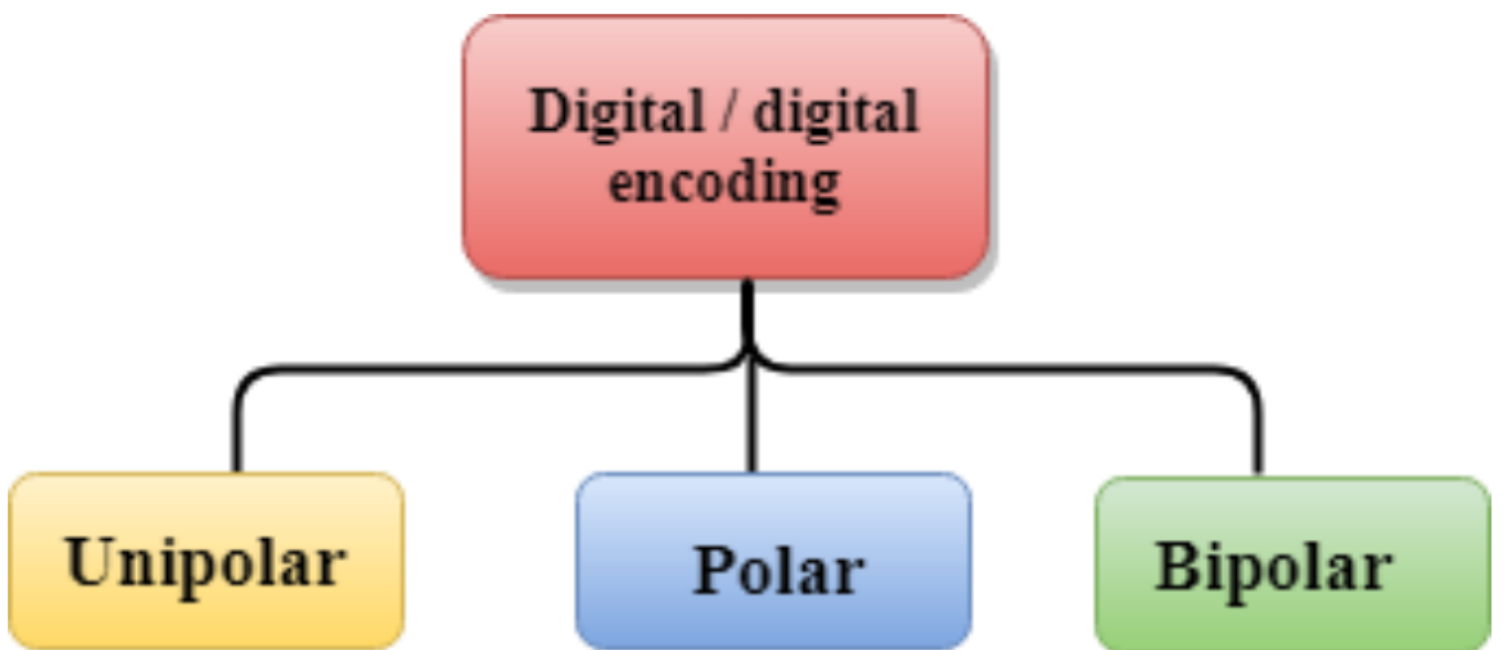 Digital / digital
encoding
Unipolar
Polar
Bipolar